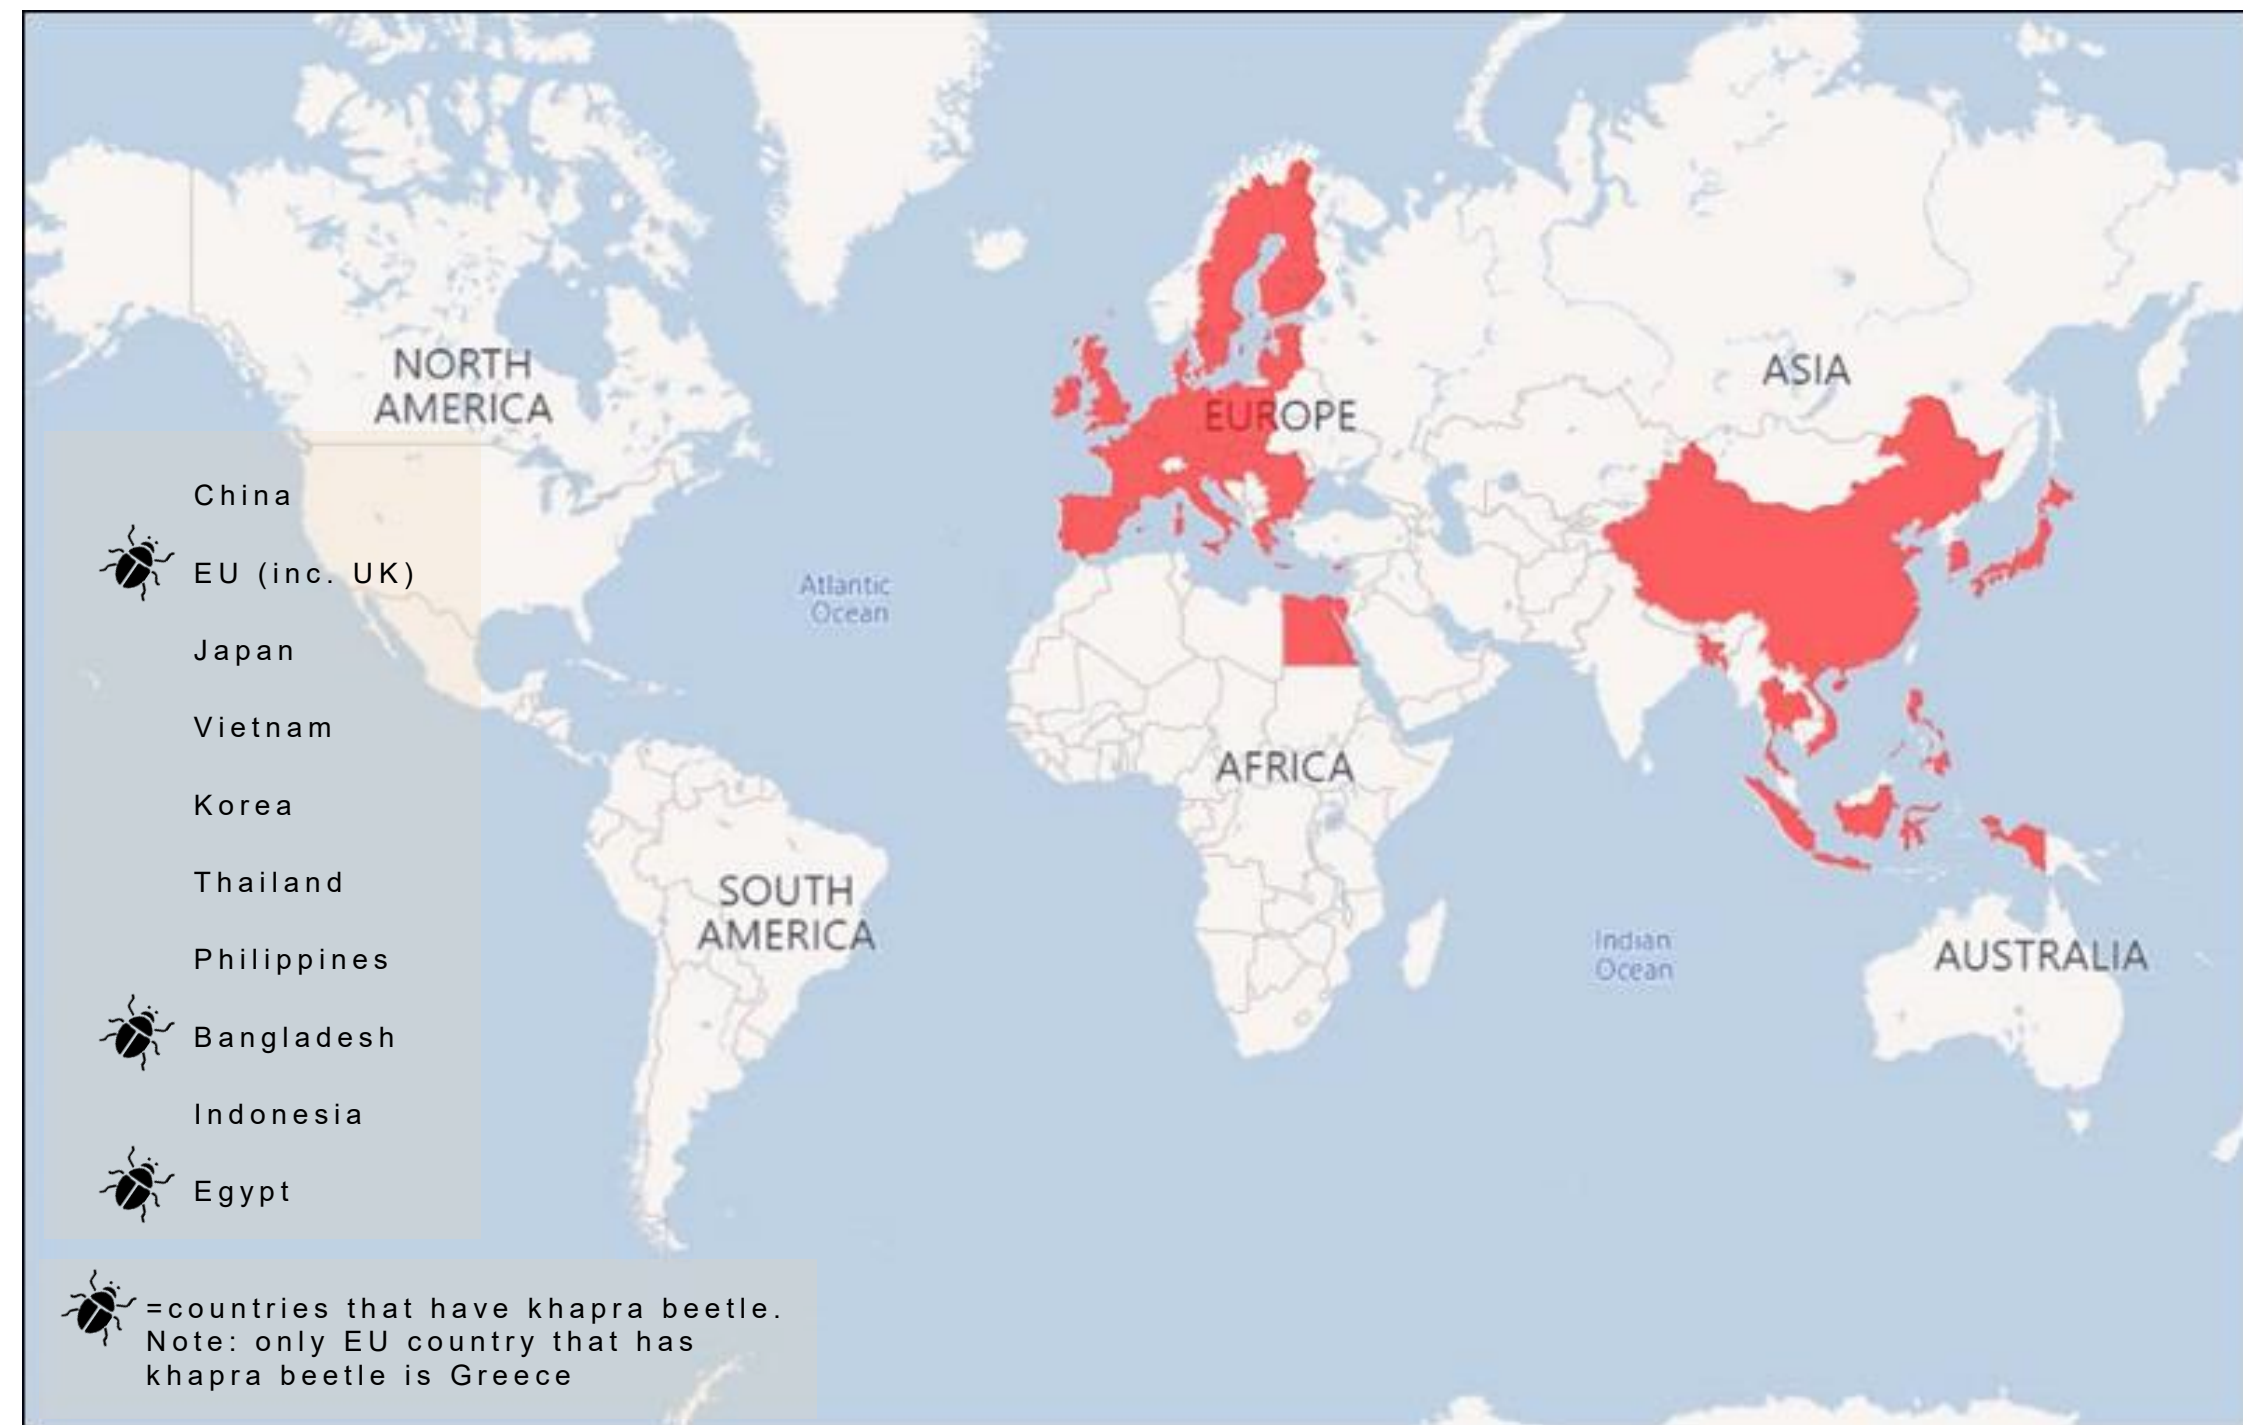 NORTH
AMERICA
EUROPE
ASIA
Atlantic
Ocean
AFRICA
SOUTH
AMERICA
Indian
Ocean
AUSTRALIA
China
EU (inc. UK)
Japan
Vietnam
Korea
Thailand
Philippines
Bangladesh
Indonesia
Egypt
=countries that have khapra beetle.
Note: only EU country that has
khapra beetle is Greece